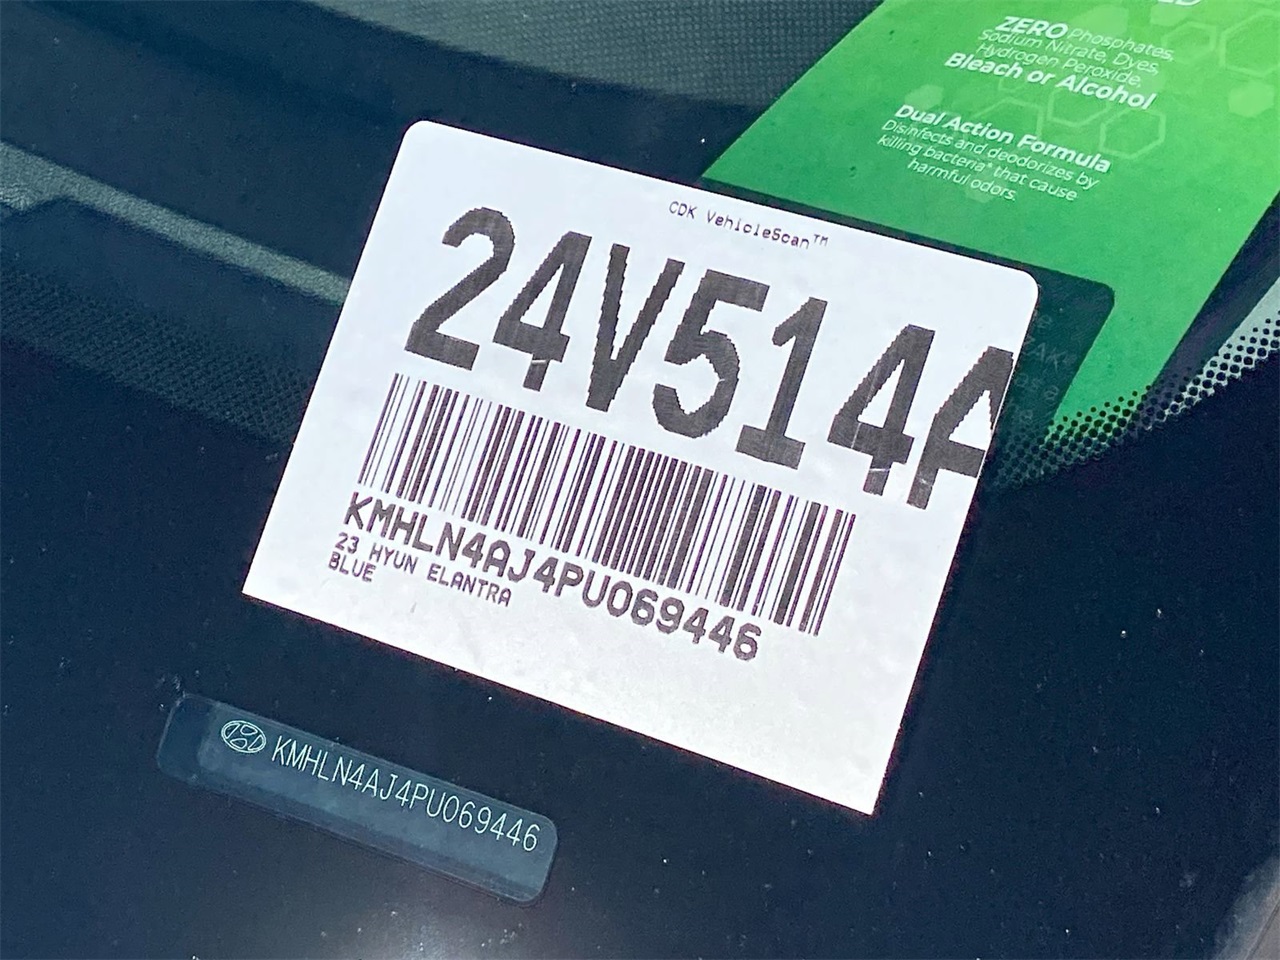 ZERO Phosphates,
Sodium Nitrate, Dyes,
Hydrogen Peroxide,
Bleach or Alcohol
Dual Action Formula
Disinfects and deodorizes by
killing bacteria* that cause
harmful odors.
CDK VehicleScan™
24V514A
KMHLN4AJ4PU069446
23 HYUN ELANTRA
BLUE
KMHLN4AJ4PU069446